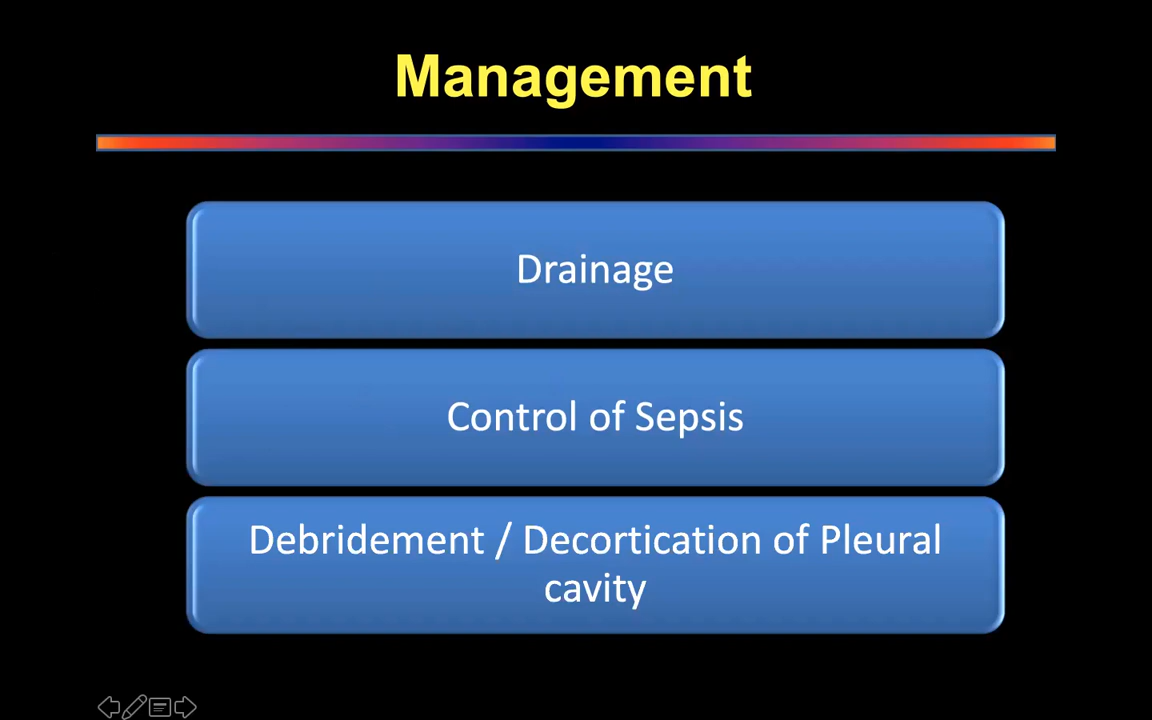 Management
Drainage
Control of Sepsis
Debridement / Decortication of Pleural
cavity